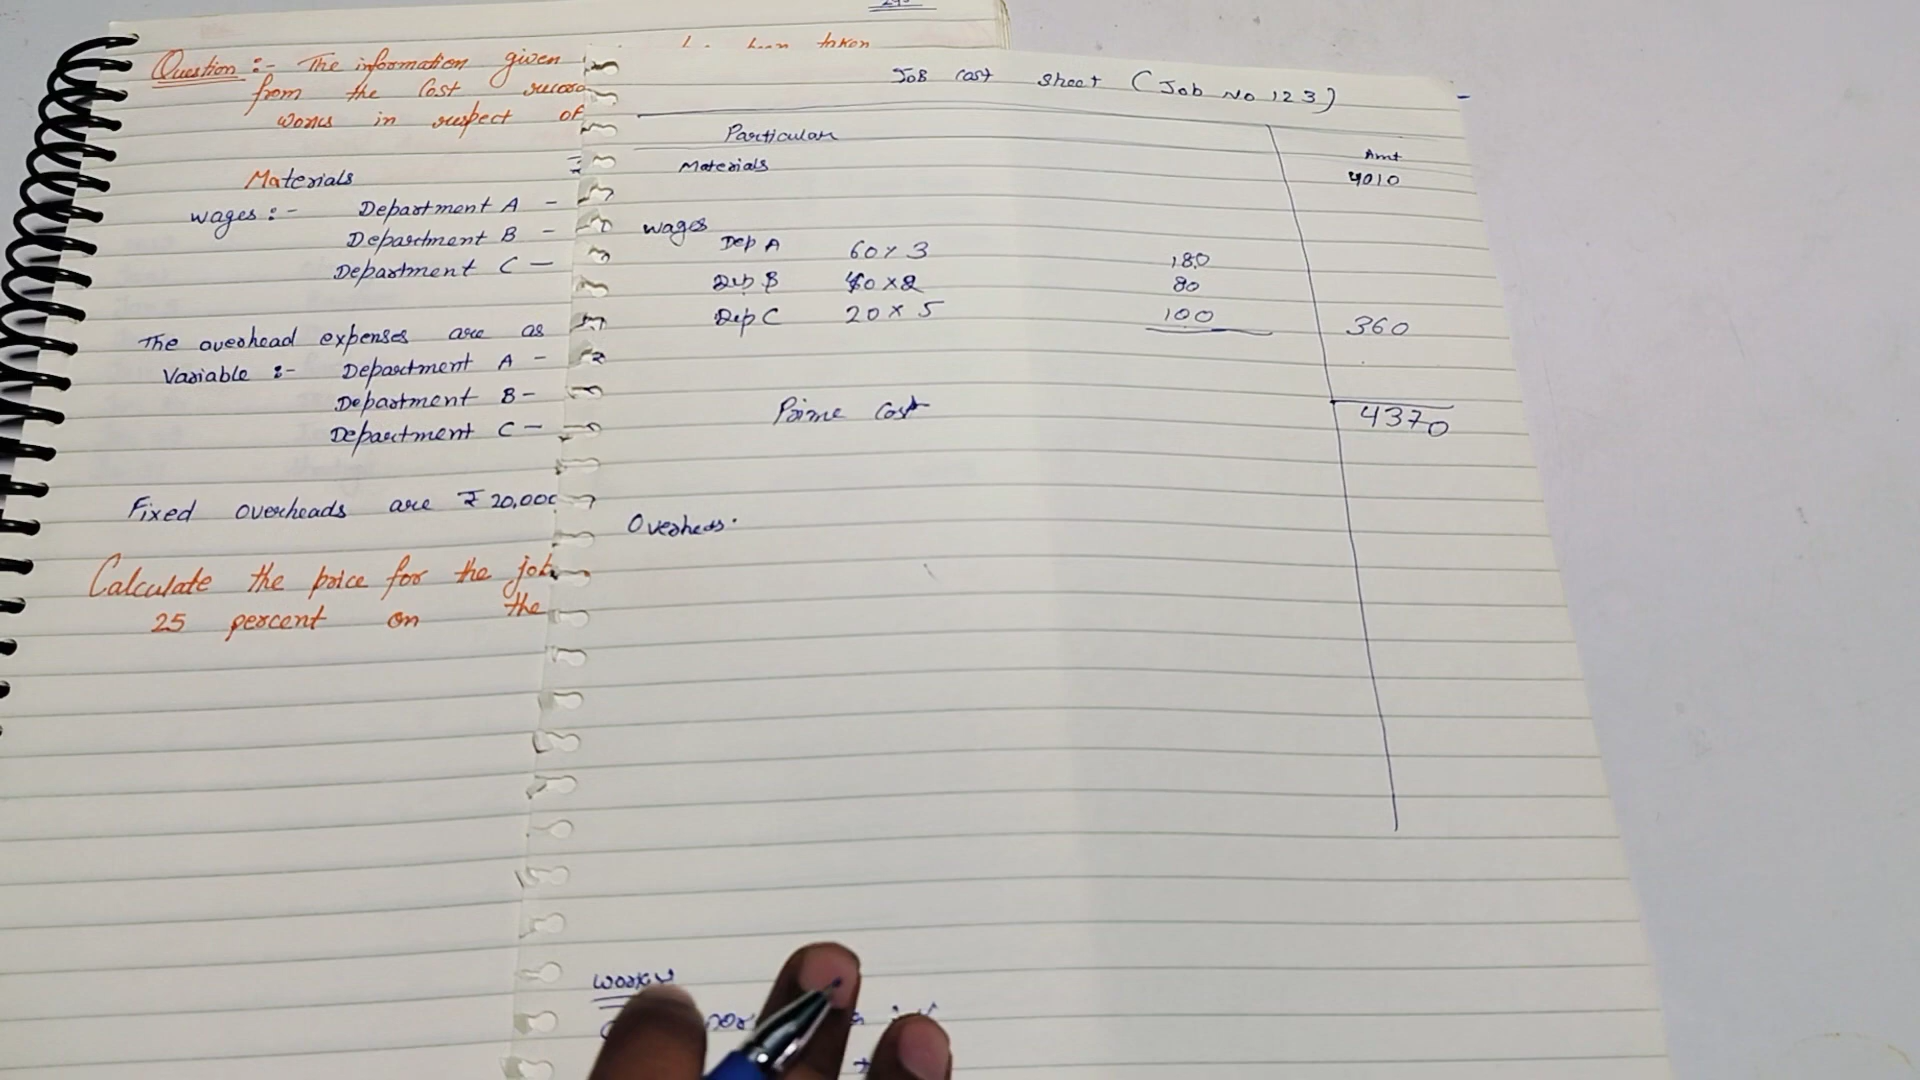 Question :- The information given
from the Cost
works in respect of
Materials
wages :- Department A -
Department B -
Department C -
The overhead expenses are as
Variable :- Department A -
Department B -
Department C -
Fixed overheads are ₹ 20,000
Calculate the price for the job
25 percent on the
taken
Job cost sheet (Job No 123)
Particular
Amt
Materials 4010
wages
Dep A 60 x 3 180
Dep B 40 x 2 80
Dep C 20 x 5 100 360
Prime Cost 4370